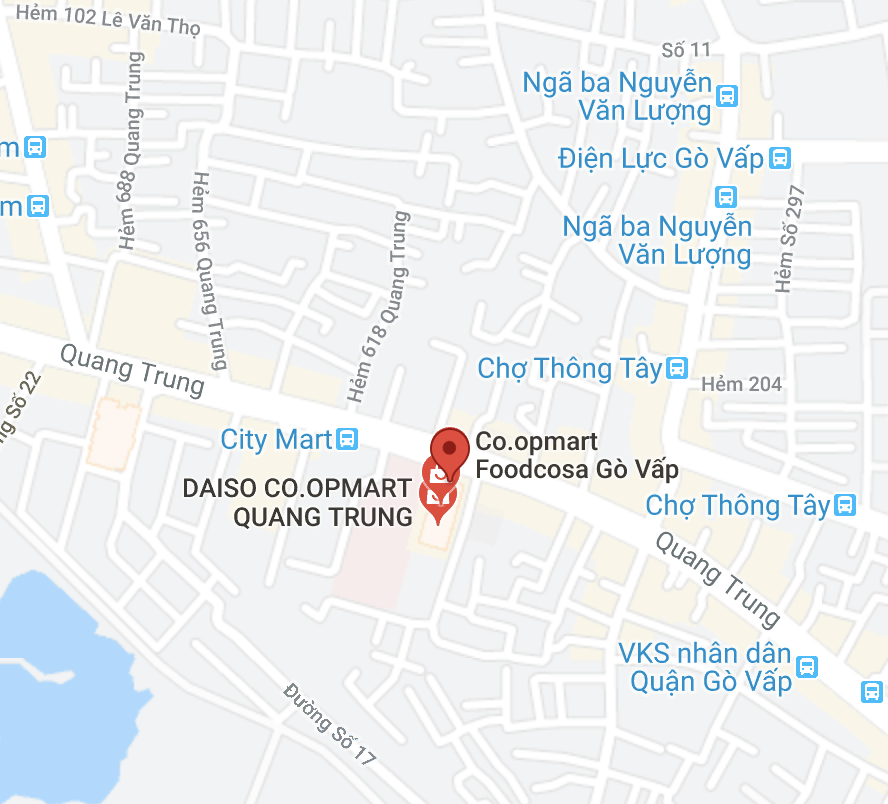 Hẻm 102 Lê Văn Thọ
Số 11
Ngã ba Nguyễn
Văn Lượng
Hẻm 688 Quang Trung
Điện Lực Gò Vấp
Hẻm 656 Quang Trung
Ngã ba Nguyễn
Văn Lượng
Hẻm Số 297
Hẻm 618 Quang Trung
Quang Trung
Chợ Thông Tây
Hẻm 204
Số 22
City Mart
Co.opmart
Foodcosa Gò Vấp
DAISO CO.OPMART
QUANG TRUNG
Chợ Thông Tây
Quang Trung
VKS nhân dân
Quận Gò Vấp
Đường Số 17